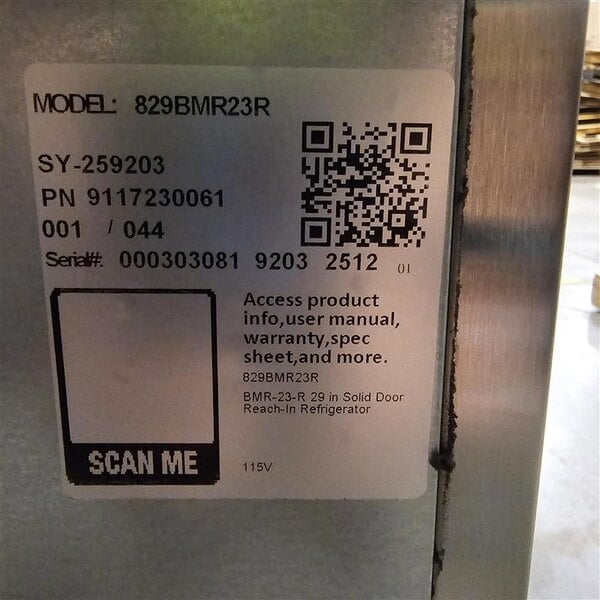 MODEL: 829BMR23R
SY-259203
PN 9117230061
001 / 044
Serial#: 000303081 9203 2512 01
Access product
info,user manual,
warranty,spec
sheet,and more.
829BMR23R
BMR-23-R 29 in Solid Door
Reach-In Refrigerator
SCAN ME
115V